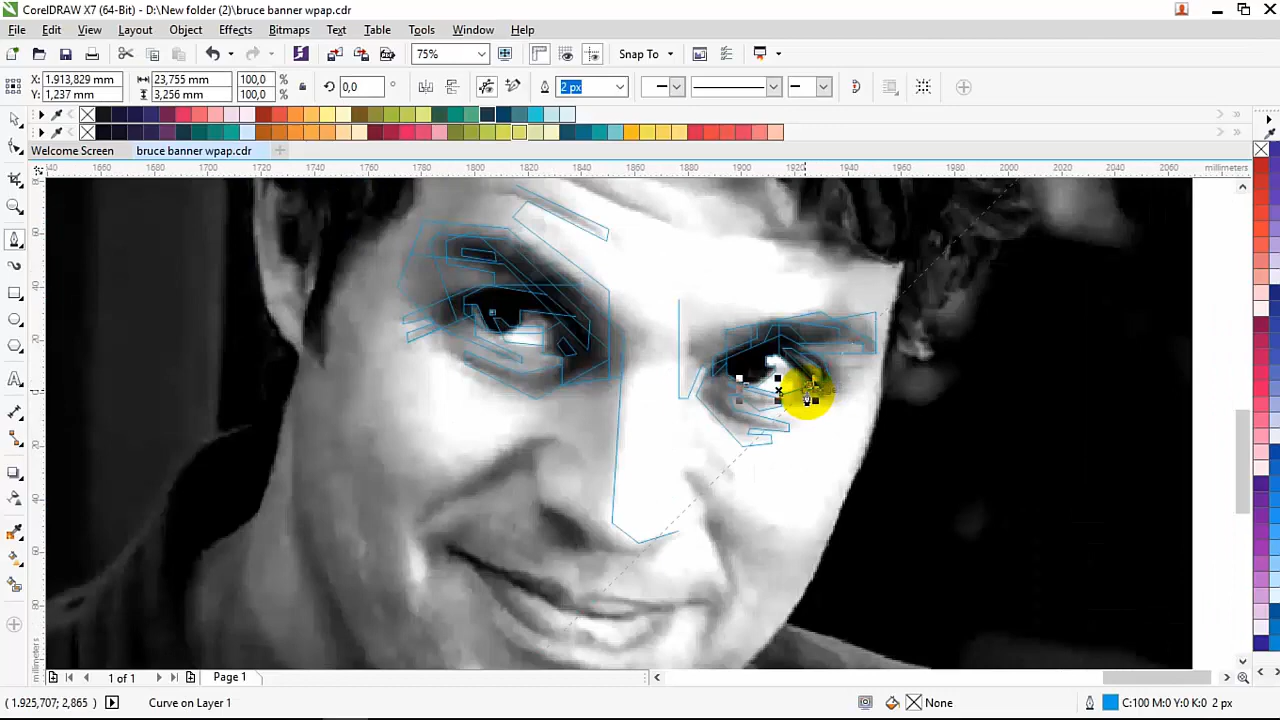 CorelDRAW X7 (64-Bit) - D:\New folder (2)\bruce banner wpap.cdr
File Edit View Layout Object Effects Bitmaps Text Table Tools Window Help
75% Snap To
X: 1.913,829 mm 23,755 mm 100,0 % 0,0 ° 2 px
Y: 1,237 mm 3,256 mm 100,0 %
Welcome Screen bruce banner wpap.cdr
1660 1680 1700 1720 1740 1760 1780 1800 1820 1840 1860 1880 1900 1920 1940 1960 1980 2000 2020 2040 2060 millimeters
millimeters
1 of 1 Page 1
( 1.925,707; 2,865 ) Curve on Layer 1 None C:100 M:0 Y:0 K:0 2 px